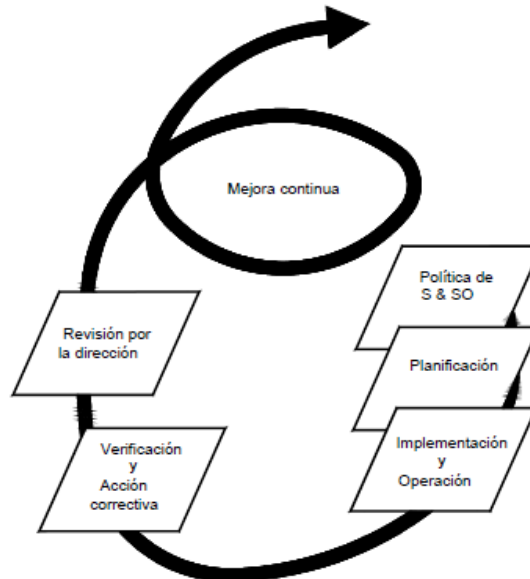 Mejora continua
Política de
S & SO
Planificación
Implementación
y
Operación
Verificación
y
Acción
correctiva
Revisión por
la dirección